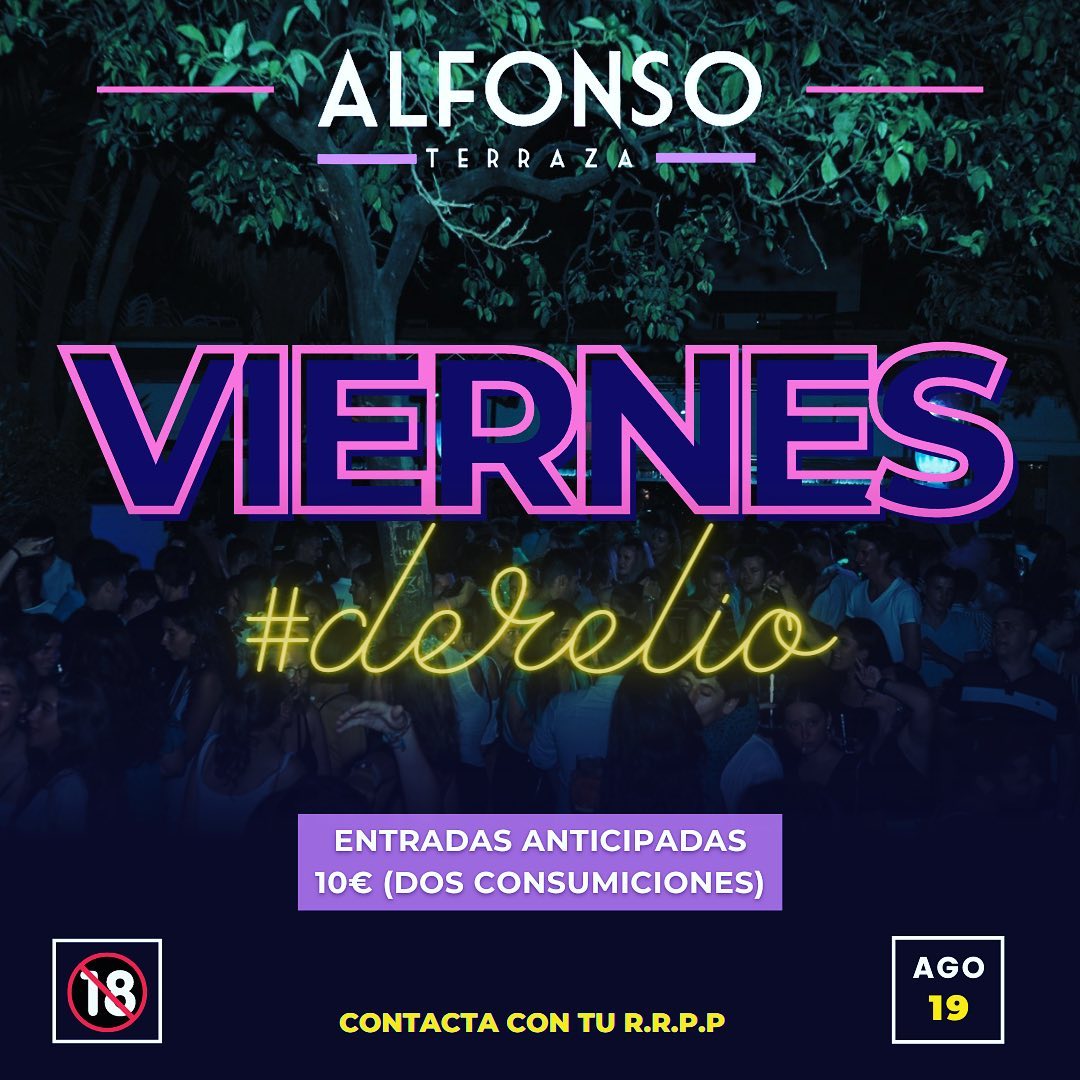 ALFONSO
TERRAZA
VIERNES
#derelio
ENTRADAS ANTICIPADAS
10€ (DOS CONSUMICIONES)
18
AGO
19
CONTACTA CON TU R.R.P.P